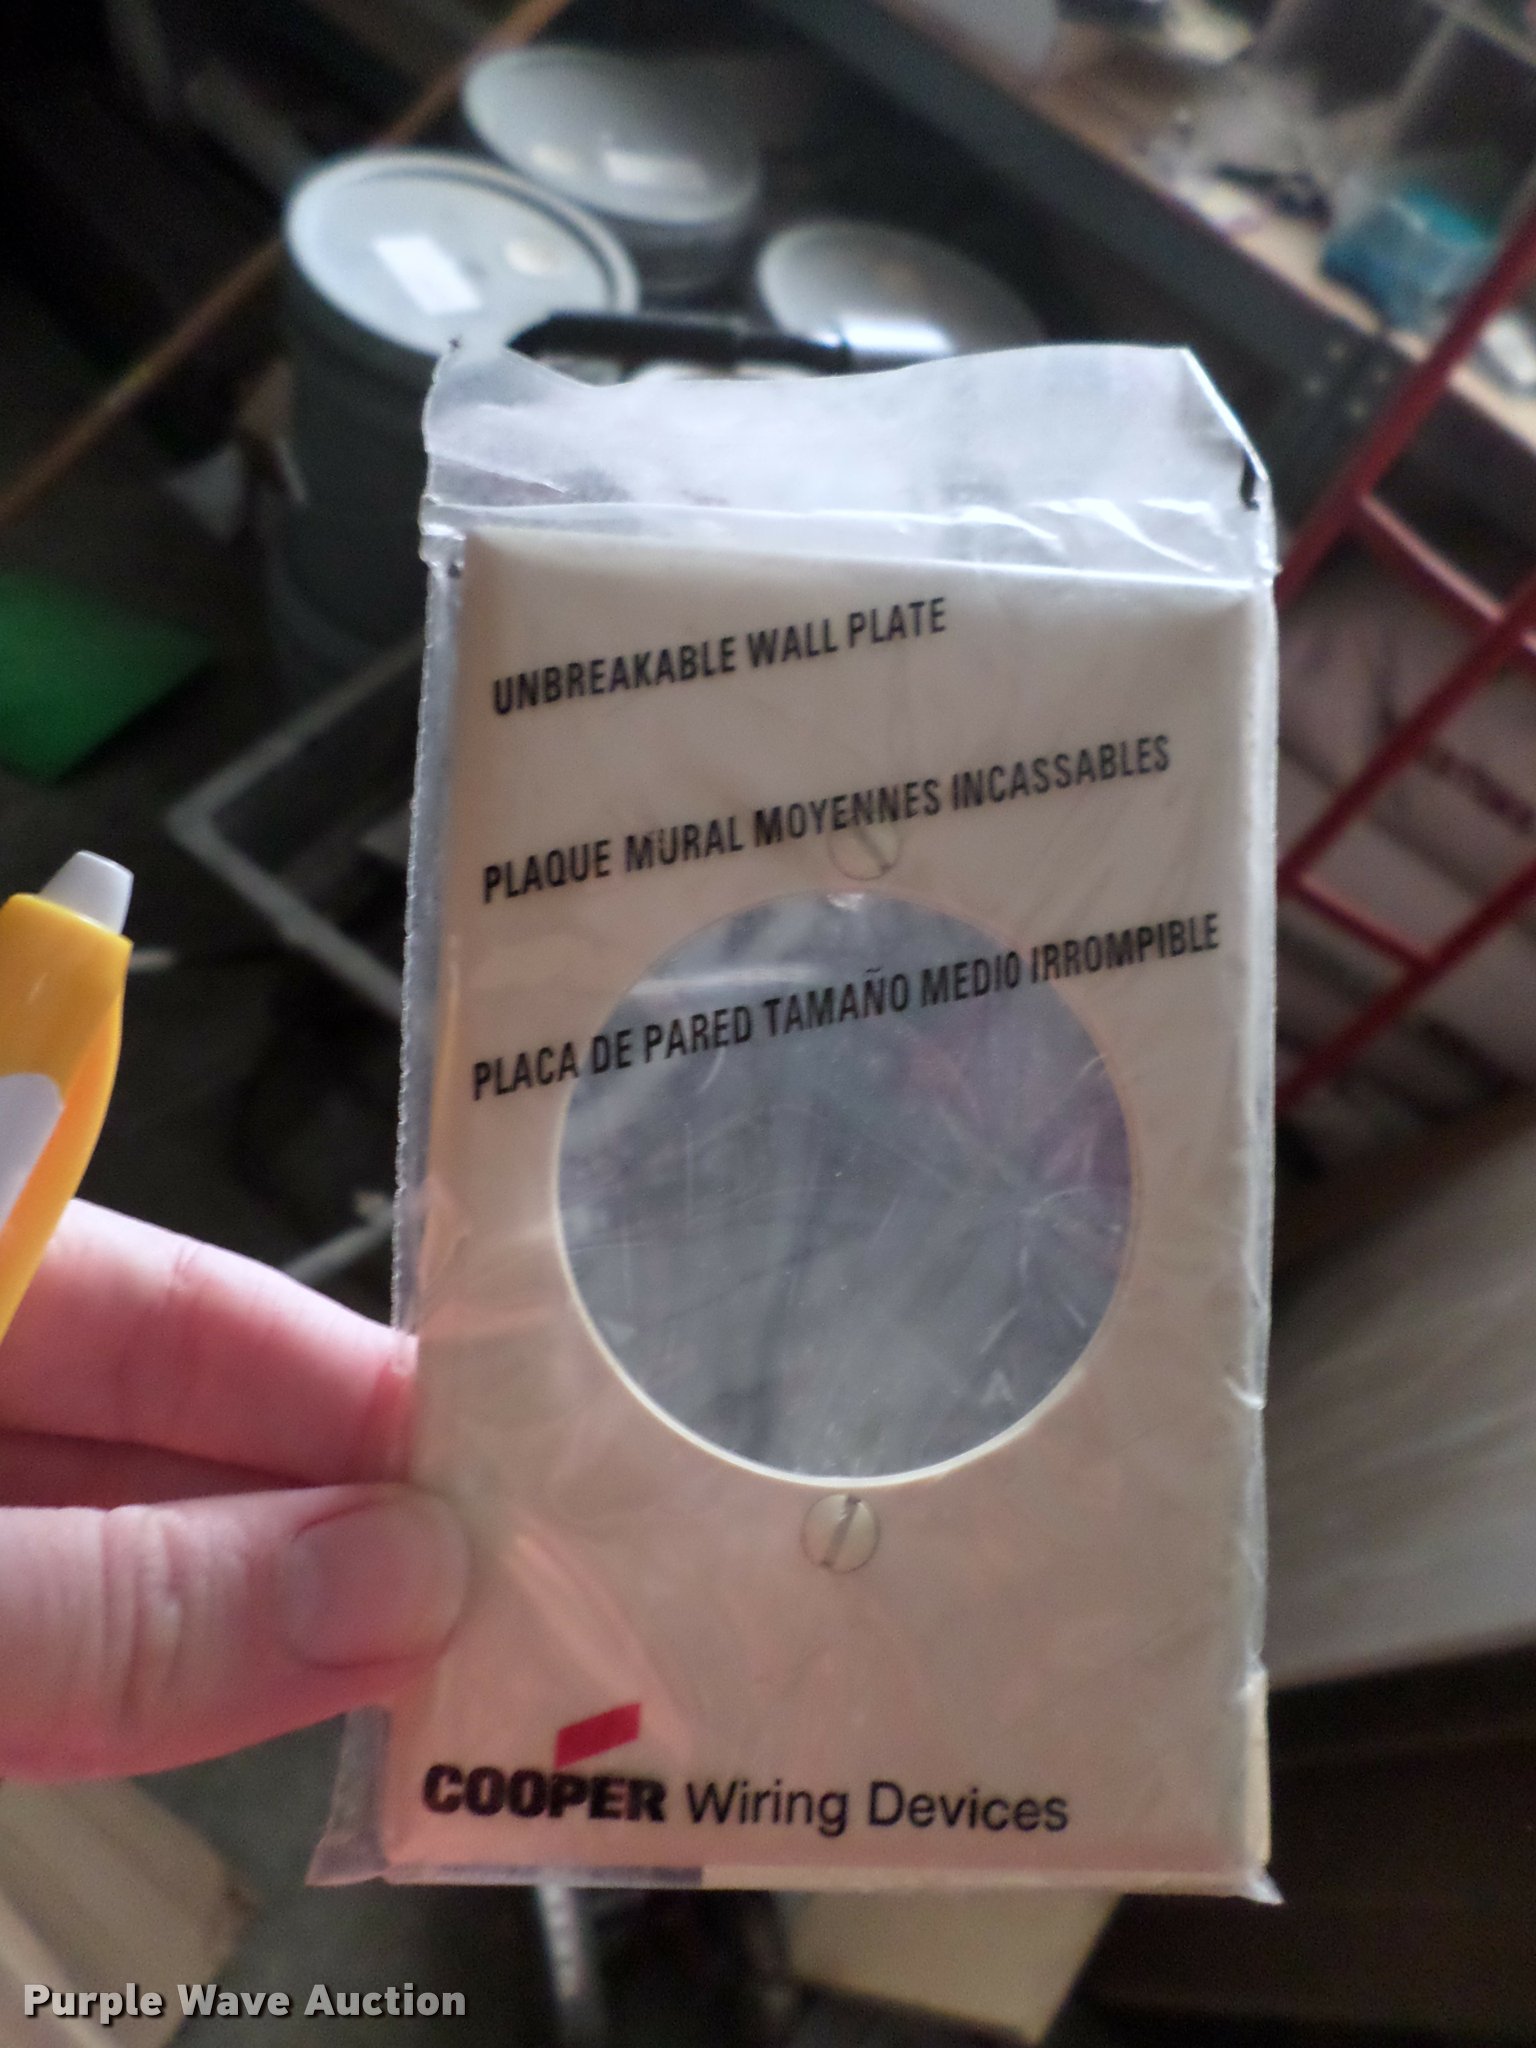 UNBREAKABLE WALL PLATE
PLAQUE MURAL MOYENNES INCASSABLES
PLACA DE PARED TAMAÑO MEDIO IRROMPIBLE
COOPER Wiring Devices
Purple Wave Auction